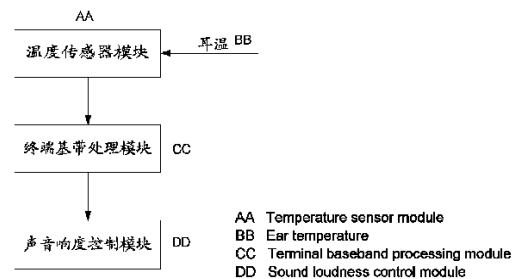 AA
温度传感器模块
耳温 BB
终端基带处理模块 CC
声音响度控制模块 DD
AA Temperature sensor module
BB Ear temperature
CC Terminal baseband processing module
DD Sound loudness control module